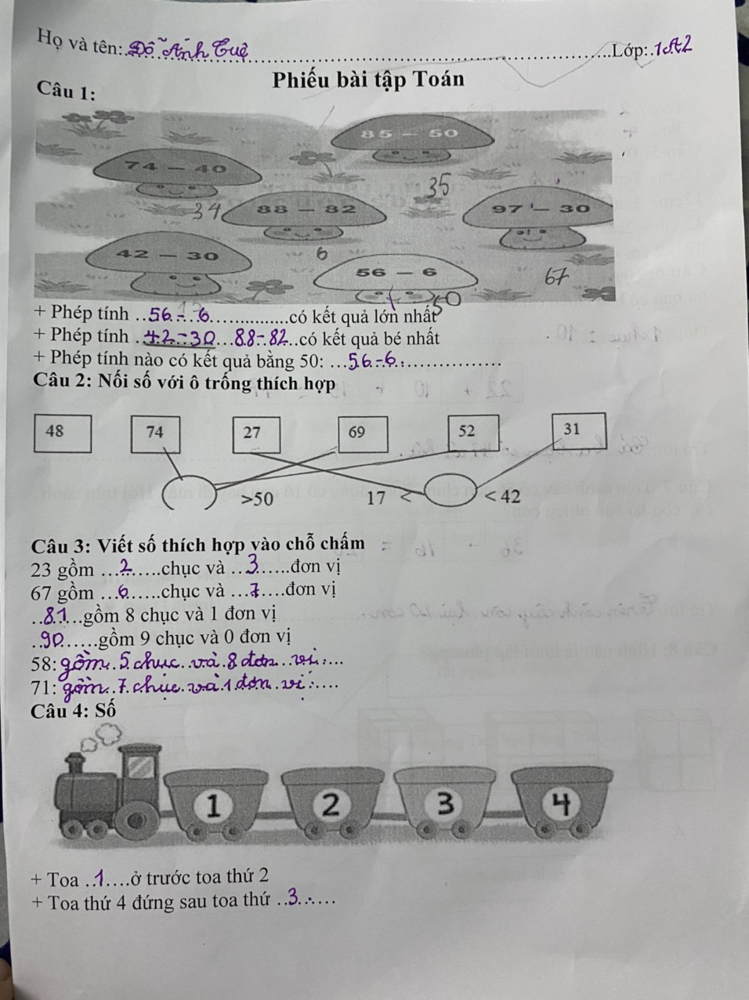 Họ và tên: Đỗ Anh Tuệ Lớp: 1A2
Phiếu bài tập Toán
Câu 1:
85 - 50
74 - 40
35
34 88 - 82 97 - 30
42 - 30 6
56 - 6 67
50
+ Phép tính ..56 - 6................có kết quả lớn nhất
+ Phép tính . 42 - 30 ...88 - 82...có kết quả bé nhất
+ Phép tính nào có kết quả bằng 50: ...56 - 6.................
Câu 2: Nối số với ô trống thích hợp
48 74 27 69 52 31
>50 17 < < 42
Câu 3: Viết số thích hợp vào chỗ chấm
23 gồm ...2......chục và ...3......đơn vị
67 gồm ...6......chục và ...7.....đơn vị
..81...gồm 8 chục và 1 đơn vị
..90......gồm 9 chục và 0 đơn vị
58: gồm 5 chục và 8 đơn vị....
71: gồm 7 chục và 1 đơn vị.....
Câu 4: Số
1 2 3 4
+ Toa ..1....ở trước toa thứ 2
+ Toa thứ 4 đứng sau toa thứ ..3......